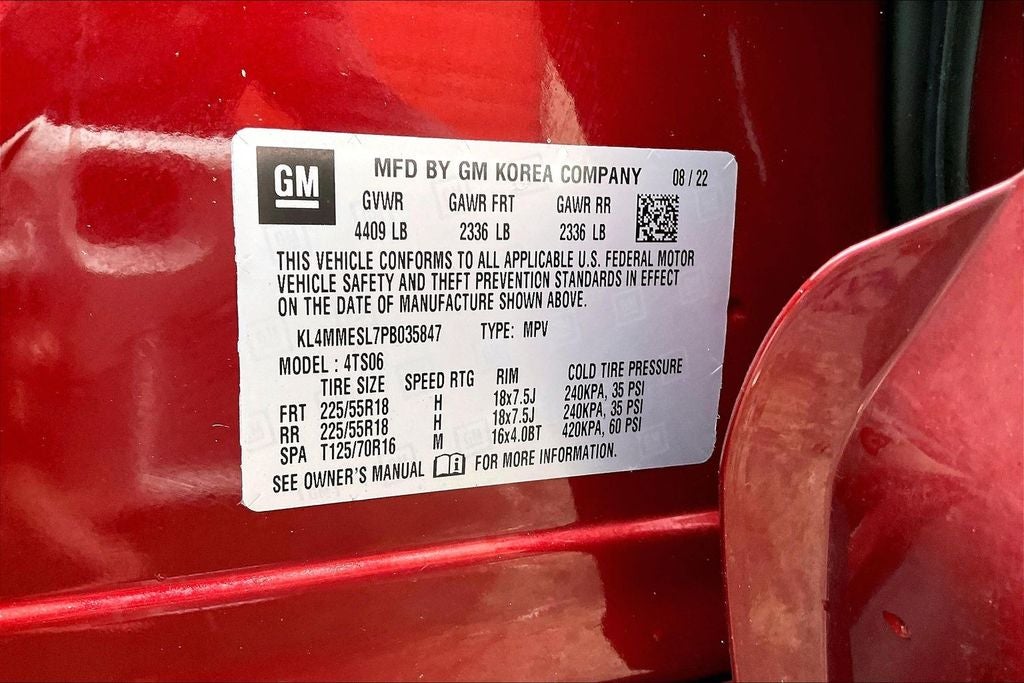 GM MFD BY GM KOREA COMPANY 08 / 22
GVWR GAWR FRT GAWR RR
4409 LB 2336 LB 2336 LB
THIS VEHICLE CONFORMS TO ALL APPLICABLE U.S. FEDERAL MOTOR
VEHICLE SAFETY AND THEFT PREVENTION STANDARDS IN EFFECT
ON THE DATE OF MANUFACTURE SHOWN ABOVE.
KL4MMESL7PB035847 TYPE: MPV
MODEL : 4TS06
TIRE SIZE SPEED RTG RIM COLD TIRE PRESSURE
FRT 225/55R18 H 18x7.5J 240KPA, 35 PSI
RR 225/55R18 H 18x7.5J 240KPA, 35 PSI
SPA T125/70R16 M 16x4.0BT 420KPA, 60 PSI
SEE OWNER'S MANUAL FOR MORE INFORMATION.